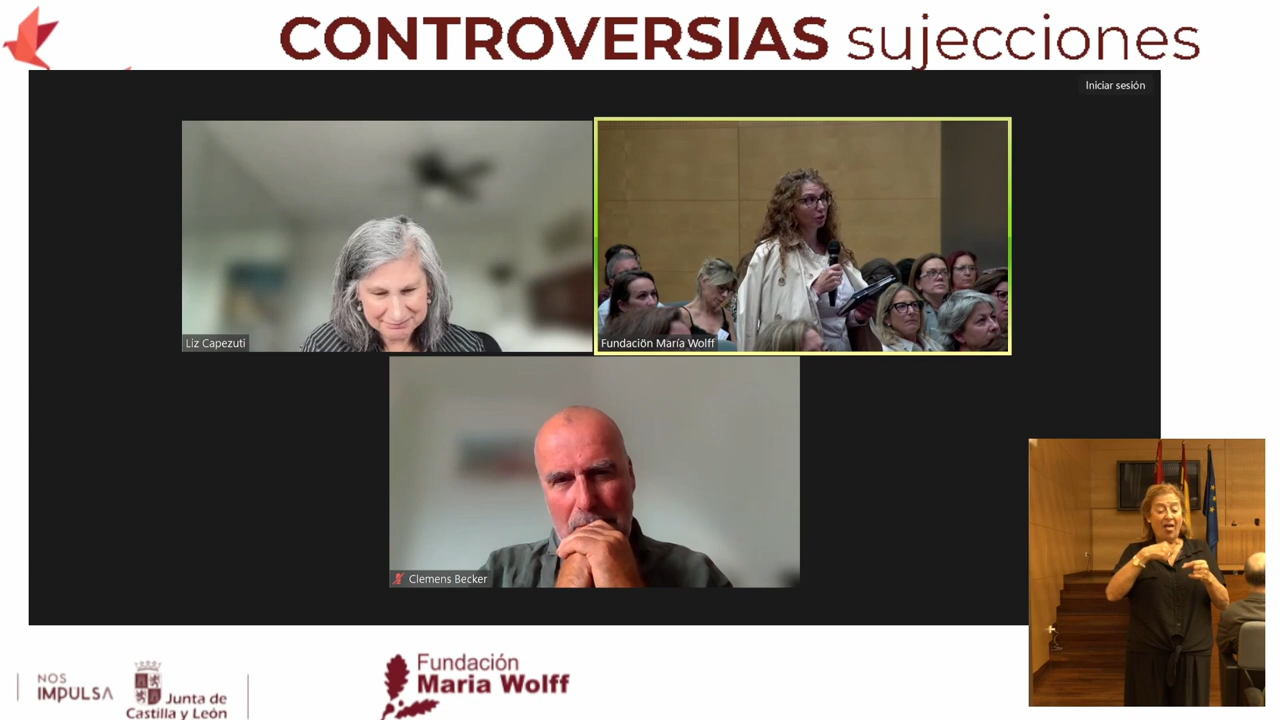 CONTROVERSIAS sujecciones
Iniciar sesión
Liz Capezuti
Fundaciõn María Wolff
Clemens Becker
NOS
IMPULSA
Junta de
Castilla y León
Fundación
Maria Wolff